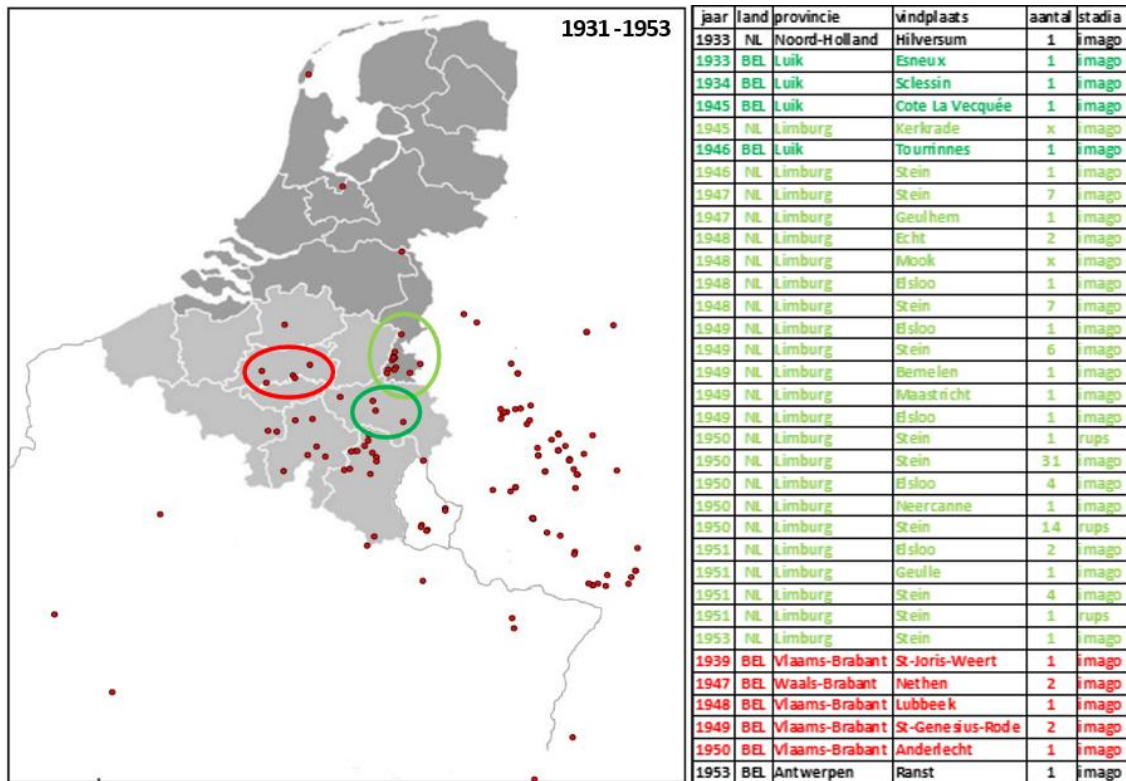 1931 -1953
jaar land provincie vindplaats aantal stadia
1933 NL Noord-Holland Hilversum 1 imago
1933 BEL Luik Esneux 1 imago
1934 BEL Luik Sclessin 1 imago
1945 BEL Luik Cote La Vecquée 1 imago
1945 NL Limburg Kerkrade x imago
1946 BEL Luik Tourrinnes 1 imago
1946 NL Limburg Stein 1 imago
1947 NL Limburg Stein 7 imago
1947 NL Limburg Geulhem 1 imago
1948 NL Limburg Echt 2 imago
1948 NL Limburg Mook x imago
1948 NL Limburg Elsloo 1 imago
1948 NL Limburg Stein 7 imago
1949 NL Limburg Elsloo 1 imago
1949 NL Limburg Stein 6 imago
1949 NL Limburg Bemelen 1 imago
1949 NL Limburg Maastricht 1 imago
1949 NL Limburg Elsloo 1 imago
1950 NL Limburg Stein 1 rups
1950 NL Limburg Stein 31 imago
1950 NL Limburg Elsloo 4 imago
1950 NL Limburg Neercanne 1 imago
1950 NL Limburg Stein 14 rups
1951 NL Limburg Elsloo 2 imago
1951 NL Limburg Geulle 1 imago
1951 NL Limburg Stein 4 imago
1951 NL Limburg Stein 1 rups
1953 NL Limburg Stein 1 imago
1939 BEL Vlaams-Brabant St-Joris-Weert 1 imago
1947 BEL Waals-Brabant Nethen 2 imago
1948 BEL Vlaams-Brabant Lubbeek 1 imago
1949 BEL Vlaams-Brabant St-Genesius-Rode 2 imago
1950 BEL Vlaams-Brabant Anderlecht 1 imago
1953 BEL Antwerpen Ranst 1 imago